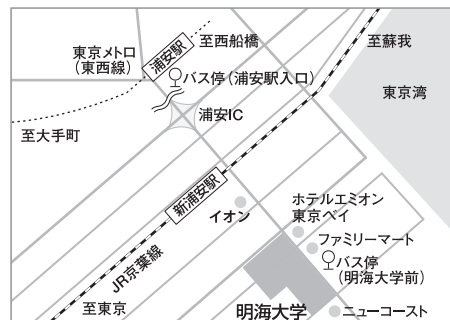 東京メトロ
(東西線)
浦安駅
至西船橋
至蘇我
バス停(浦安駅入口)
東京湾
浦安IC
至大手町
新浦安駅
イオン
ホテルエミオン
東京ベイ
ファミリーマート
バス停
(明海大学前)
JR京葉線
至東京
明海大学
ニューコースト